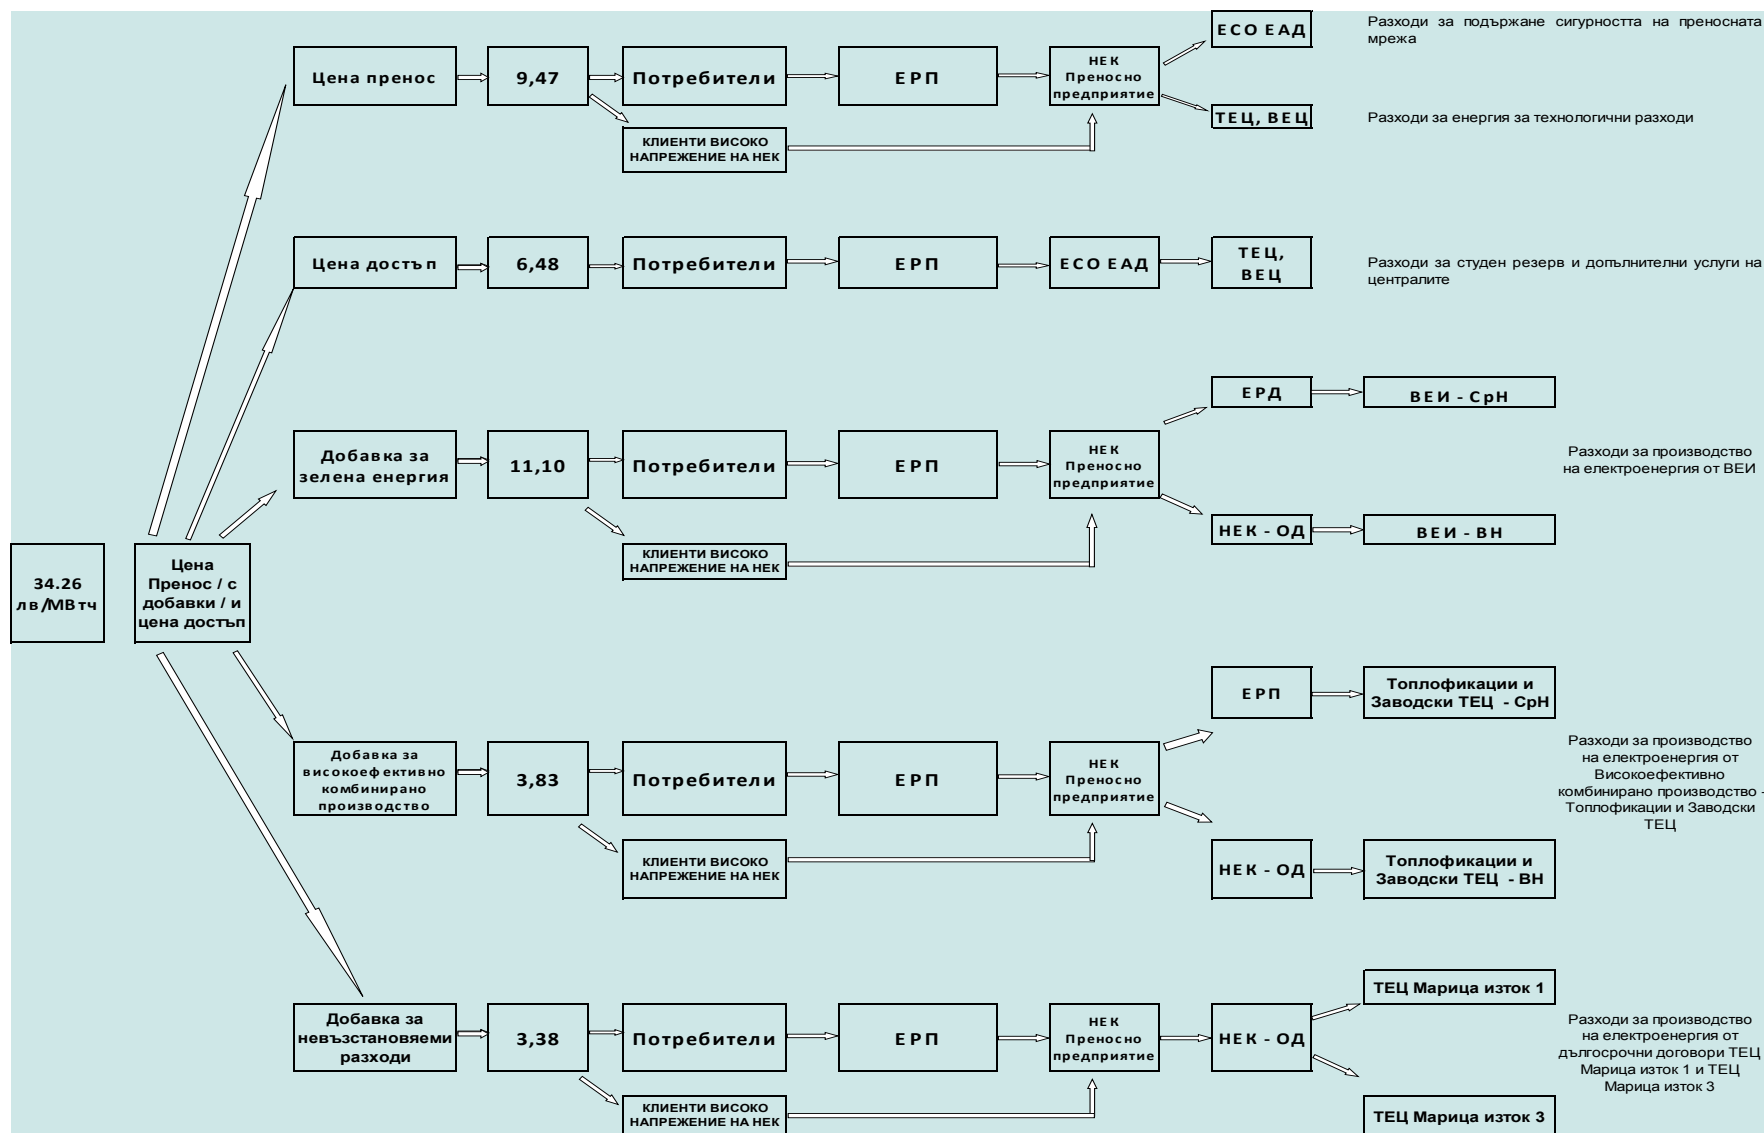 Цена пренос
9,47
Потребители
ЕРП
НЕК
Преносно
предприятие
ЕСО ЕАД
Разходи за подържане сигурността на преносната
мрежа
ТЕЦ, ВЕЦ
Разходи за енергия за технологични разходи
КЛИЕНТИ ВИСОКО
НАПРЕЖЕНИЕ НА НЕК
Цена достъп
6,48
Потребители
ЕРП
ЕСО ЕАД
ТЕЦ,
ВЕЦ
Разходи за студен резерв и допълнителни услуги на
централите
Добавка за
зелена енергия
11,10
Потребители
ЕРП
НЕК
Преносно
предприятие
ЕРД
ВЕИ - СрН
Разходи за производство
на електроенергия от ВЕИ
НЕК - ОД
ВЕИ - ВН
КЛИЕНТИ ВИСОКО
НАПРЕЖЕНИЕ НА НЕК
34.26
лв/МВтч
Цена
Пренос / с
добавки / и
цена достъп
Добавка за
високоефективно
комбинирано
производство
3,83
Потребители
ЕРП
НЕК
Преносно
предприятие
ЕРП
Топлофикации и
Заводски ТЕЦ - СрН
Разходи за производство
на електроенергия от
Високоефективно
комбинирано производство -
Топлофикации и Заводски
ТЕЦ
КЛИЕНТИ ВИСОКО
НАПРЕЖЕНИЕ НА НЕК
НЕК - ОД
Топлофикации и
Заводски ТЕЦ - ВН
Добавка за
невъзстановяеми
разходи
3,38
Потребители
ЕРП
НЕК
Преносно
предприятие
НЕК - ОД
ТЕЦ Марица изток 1
Разходи за производство
на електроенергия от
дългосрочни договори ТЕЦ
Марица изток 1 и ТЕЦ
Марица изток 3
КЛИЕНТИ ВИСОКО
НАПРЕЖЕНИЕ НА НЕК
ТЕЦ Марица изток 3